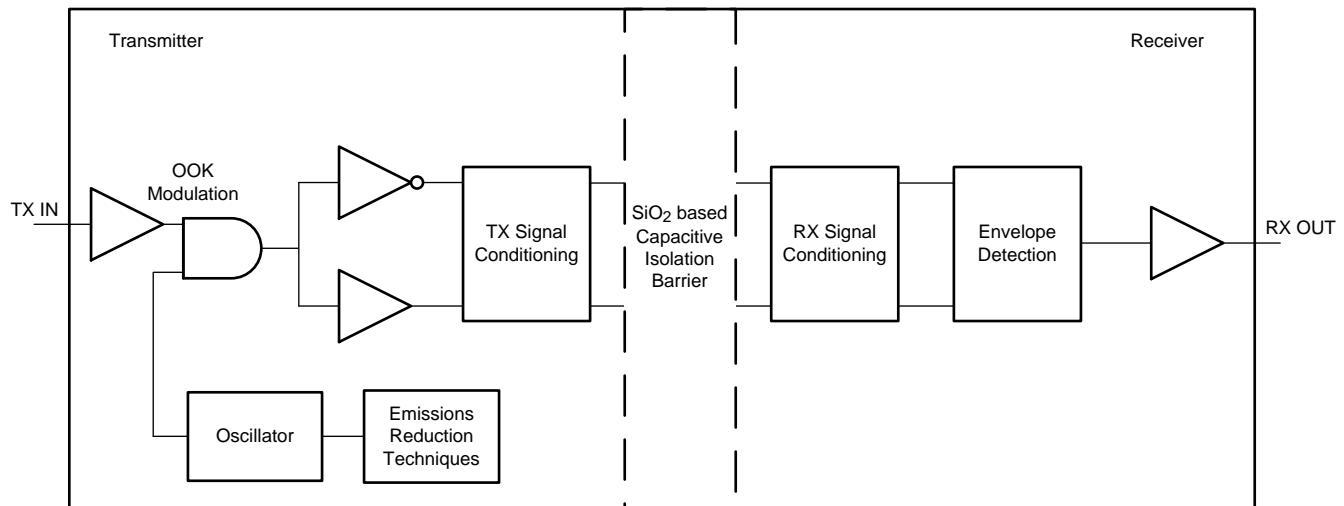 Transmitter
Receiver
OOK
Modulation
TX IN
TX Signal
Conditioning
SiO2 based
Capacitive
Isolation
Barrier
RX Signal
Conditioning
Envelope
Detection
RX OUT
Oscillator
Emissions
Reduction
Techniques